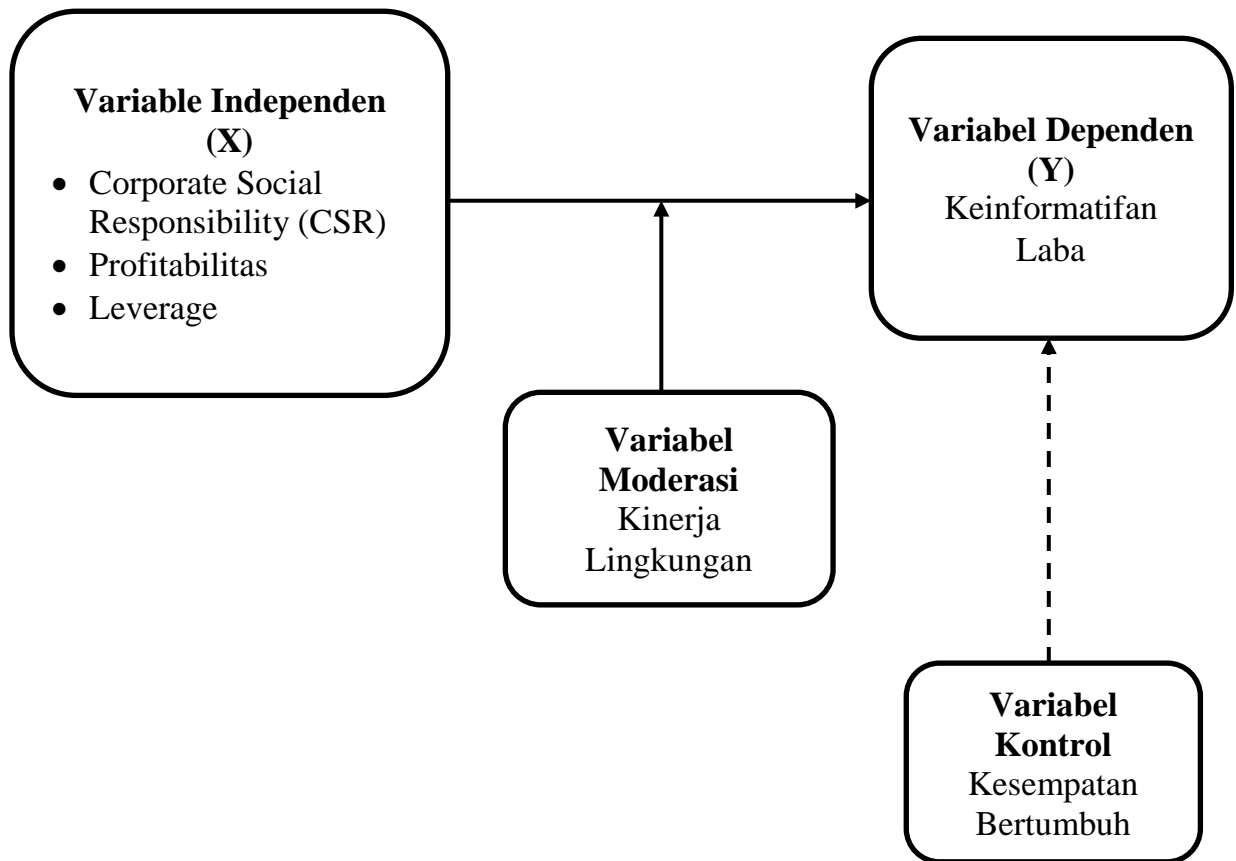 Variable Independen
(X)
• Corporate Social
Responsibility (CSR)
• Profitabilitas
• Leverage
Variabel Dependen
(Y)
Keinformatifan
Laba
Variabel
Moderasi
Kinerja
Lingkungan
Variabel
Kontrol
Kesempatan
Bertumbuh